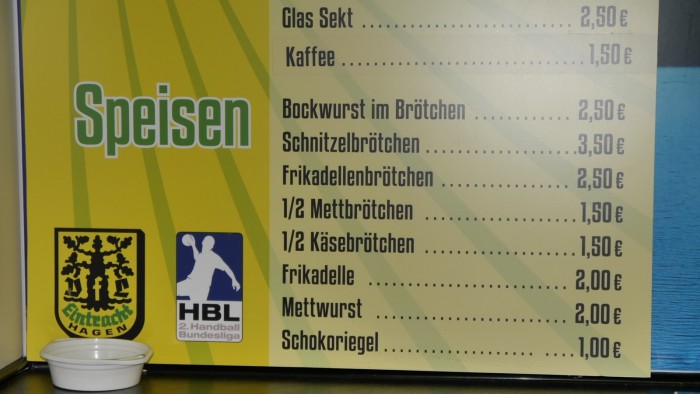 Glas Sekt ........................ 2,50 €
Kaffee ........................ 1,50 €
Speisen
Bockwurst im Brötchen ............ 2,50 €
Schnitzelbrötchen ................ 3,50 €
Frikadellenbrötchen .............. 2,50 €
1/2 Mettbrötchen ................. 1,50 €
1/2 Käsebrötchen ................. 1,50 €
Frikadelle ....................... 2,00 €
Mettwurst ........................ 2,00 €
Schokoriegel ..................... 1,00 €
Eintracht
HAGEN
HBL
2. Handball
Bundesliga